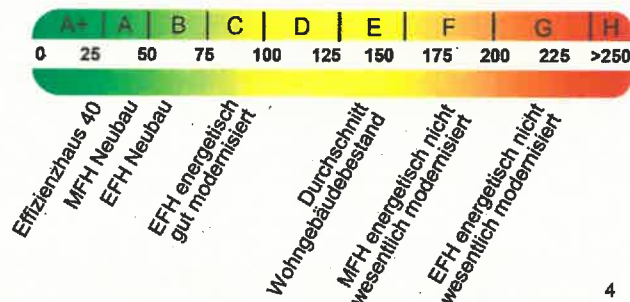 A+ A B C D E F G H
0 25 50 75 100 125 150 175 200 225 >250
Effizienzhaus 40
MFH Neubau
EFH Neubau
EFH energetisch
gut modernisiert
Durchschnitt
Wohngebäudebestand
MFH energetisch nicht
wesentlich modernisiert
EFH energetisch nicht
wesentlich modernisiert
4